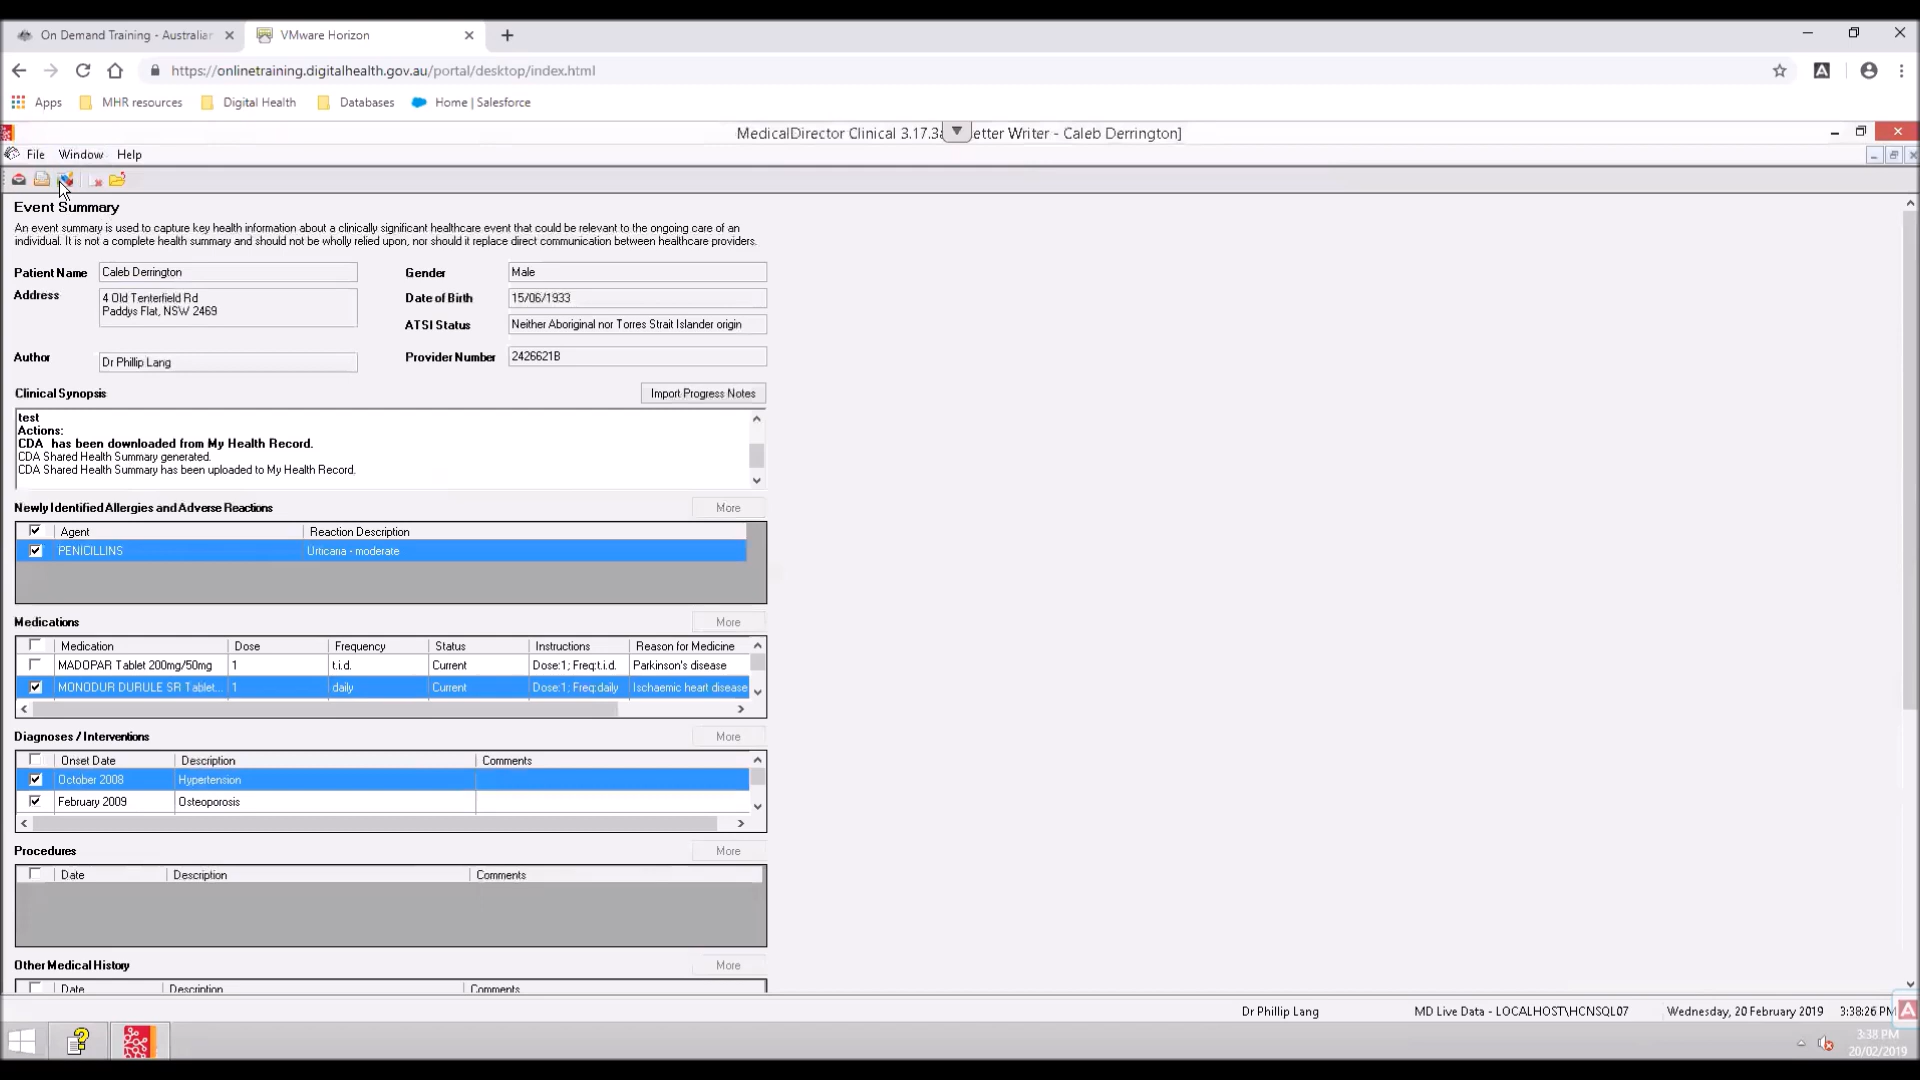 On Demand Training - Australian
VMware Horizon
https://onlinetraining.digitalhealth.gov.au/portal/desktop/index.html
Apps MHR resources Digital Health Databases Home | Salesforce
MedicalDirector Clinical 3.17.3 etter Writer - Caleb Derrington]
File Window Help
Event Summary
An event summary is used to capture key health information about a clinically significant healthcare event that could be relevant to the ongoing care of an
individual. It is not a complete health summary and should not be wholly relied upon, nor should it replace direct communication between healthcare providers.
Patient Name Caleb Derrington Gender Male
Address 4 Old Tenterfield Rd Date of Birth 15/06/1933
Paddys Flat, NSW 2469
ATSI Status Neither Aboriginal nor Torres Strait Islander origin
Author Dr Phillip Lang Provider Number 2426621B
Clinical Synopsis Import Progress Notes
test
Actions:
CDA has been downloaded from My Health Record.
CDA Shared Health Summary generated.
CDA Shared Health Summary has been uploaded to My Health Record.
Newly Identified Allergies and Adverse Reactions More
Agent Reaction Description
PENICILLINS Urticaria - moderate
Medications More
Medication Dose Frequency Status Instructions Reason for Medicine
MADOPAR Tablet 200mg/50mg 1 t.i.d. Current Dose:1; Freq:t.i.d. Parkinson's disease
MONODUR DURULE SR Tablet... 1 daily Current Dose:1; Freq:daily Ischaemic heart disease
Diagnoses / Interventions More
Onset Date Description Comments
October 2008 Hypertension
February 2009 Osteoporosis
Procedures More
Date Description Comments
Other Medical History More
Date Description Comments
Dr Phillip Lang MD Live Data - LOCALHOST\HCNSQL07 Wednesday, 20 February 2019 3:38:26 PM
3:38 PM
20/02/2019